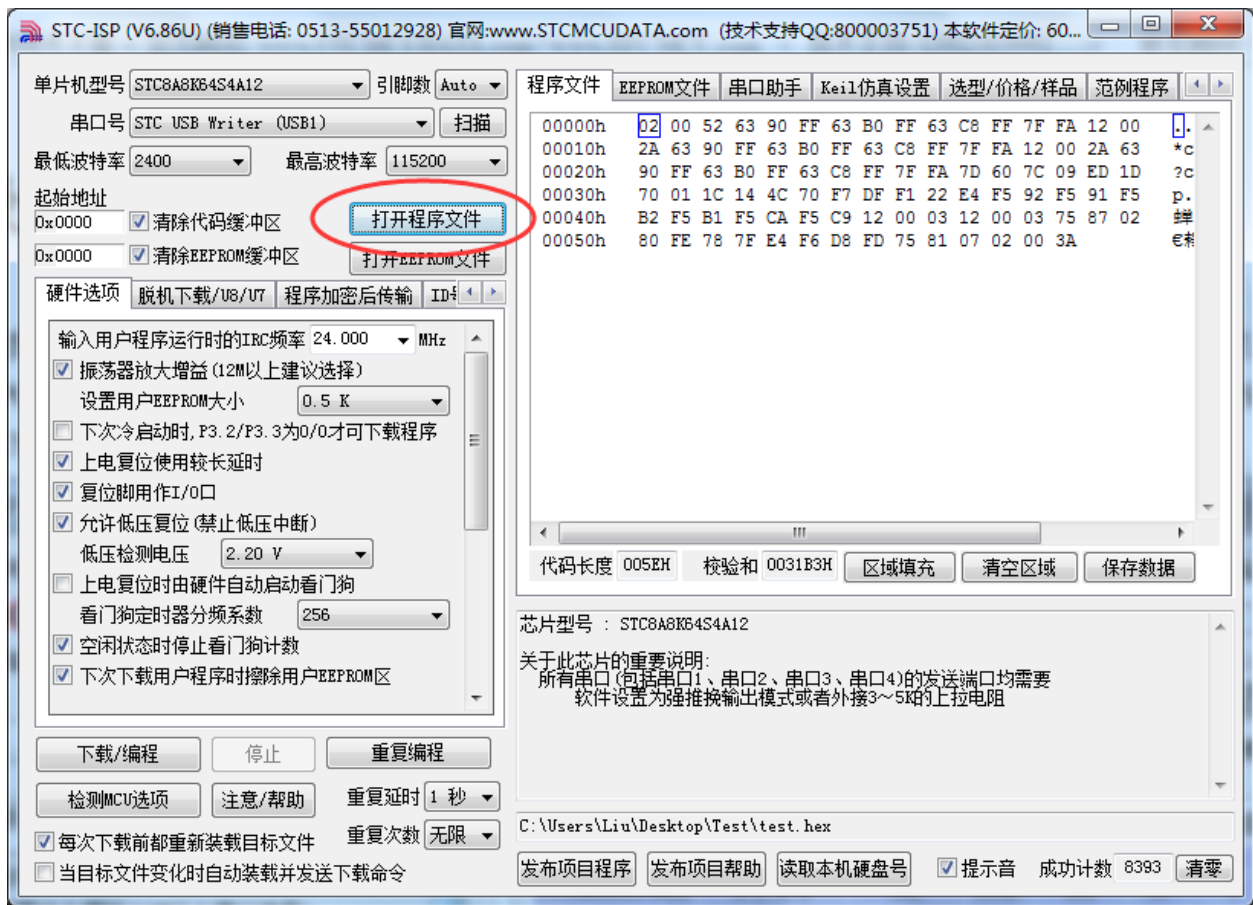 STC-ISP (V6.86U) (销售电话: 0513-55012928) 官网:www.STCMCUDATA.com (技术支持QQ:800003751) 本软件定价: 60...
单片机型号 STC8A8K64S4A12 引脚数 Auto
串口号 STC USB Writer (USB1) 扫描
最低波特率 2400 最高波特率 115200
起始地址
0x0000 清除代码缓冲区 打开程序文件
0x0000 清除EEPROM缓冲区 打开EEPROM文件
硬件选项 脱机下载/U8/U7 程序加密后传输
输入用户程序运行时的IRC频率 24.000 MHz
振荡器放大增益(12M以上建议选择)
设置用户EEPROM大小 0.5 K
下次冷启动时,P3.2/P3.3为0/0才可下载程序
上电复位使用较长延时
复位脚用作I/O口
允许低压复位(禁止低压中断)
低压检测电压 2.20 V
上电复位时由硬件自动启动看门狗
看门狗定时器分频系数 256
空闲状态时停止看门狗计数
下次下载用户程序时擦除用户EEPROM区
下载/编程 停止 重复编程
检测MCU选项 注意/帮助 重复延时 1 秒
每次下载前都重新装载目标文件 重复次数 无限
当目标文件变化时自动装载并发送下载命令
程序文件 EEPROM文件 串口助手 Keil仿真设置 选型/价格/样品 范例程序
00000h 02 00 52 63 90 FF 63 B0 FF 63 C8 FF 7F FA 12 00 ..
00010h 2A 63 90 FF 63 B0 FF 63 C8 FF 7F FA 12 00 2A 63 *c
00020h 90 FF 63 B0 FF 63 C8 FF 7F FA 7D 60 7C 09 ED 1D ?c
00030h 70 01 1C 14 4C 70 F7 DF F1 22 E4 F5 92 F5 91 F5 p.
00040h B2 F5 B1 F5 CA F5 C9 12 00 03 12 00 03 75 87 02
00050h 80 FE 78 7F E4 F6 D8 FD 75 81 07 02 00 3A
代码长度 005EH 校验和 0031B3H 区域填充 清空区域 保存数据
芯片型号 : STC8A8K64S4A12
关于此芯片的重要说明:
所有串口(包括串口1、串口2、串口3、串口4)的发送端口均需要
软件设置为强推挽输出模式或者外接3～5K的上拉电阻
C:\Users\Liu\Desktop\Test\test.hex
发布项目程序 发布项目帮助 读取本机硬盘号 提示音 成功计数 8393 清零